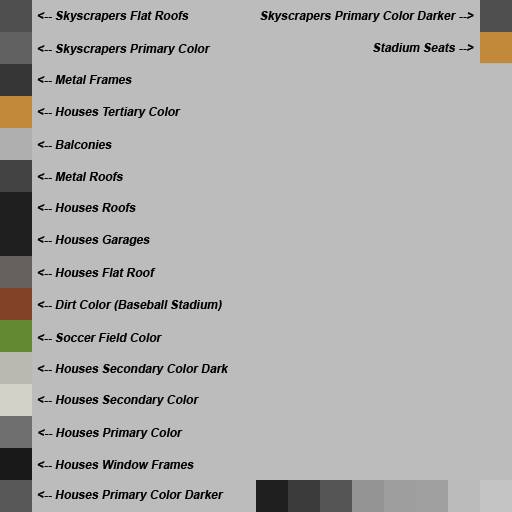 <-- Skyscrapers Flat Roofs
Skyscrapers Primary Color Darker -->
<-- Skyscrapers Primary Color
Stadium Seats -->
<-- Metal Frames
<-- Houses Tertiary Color
<-- Balconies
<-- Metal Roofs
<-- Houses Roofs
<-- Houses Garages
<-- Houses Flat Roof
<-- Dirt Color (Baseball Stadium)
<-- Soccer Field Color
<-- Houses Secondary Color Dark
<-- Houses Secondary Color
<-- Houses Primary Color
<-- Houses Window Frames
<-- Houses Primary Color Darker